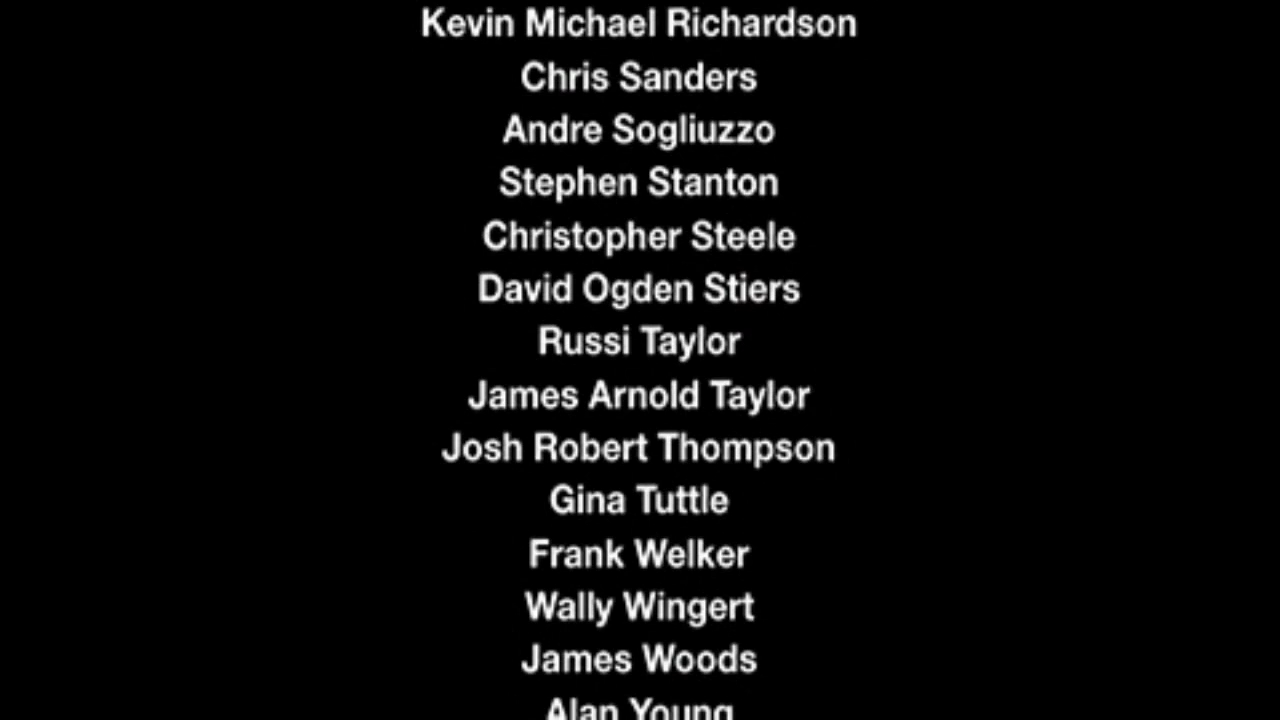 Kevin Michael Richardson
Chris Sanders
Andre Sogliuzzo
Stephen Stanton
Christopher Steele
David Ogden Stiers
Russi Taylor
James Arnold Taylor
Josh Robert Thompson
Gina Tuttle
Frank Welker
Wally Wingert
James Woods
Alan Young